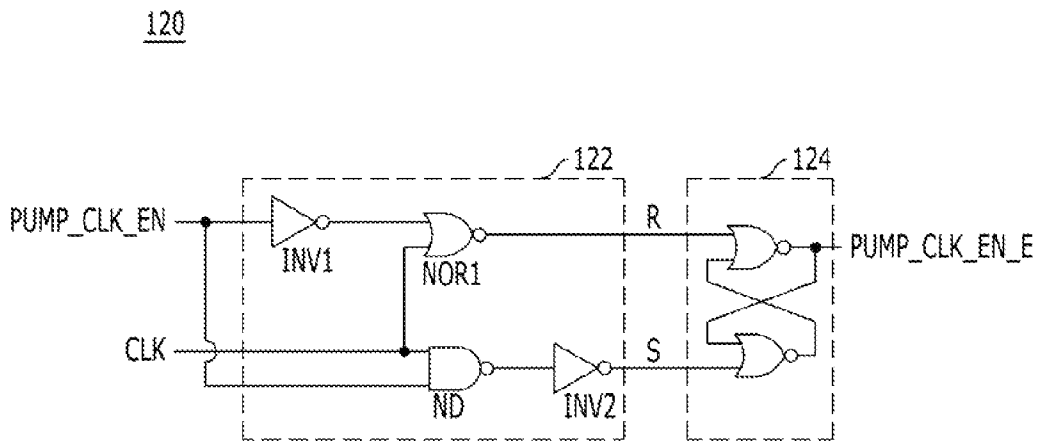 120
122
124
PUMP_CLK_EN
INV1
NOR1
R
PUMP_CLK_EN_E
CLK
ND
INV2
S